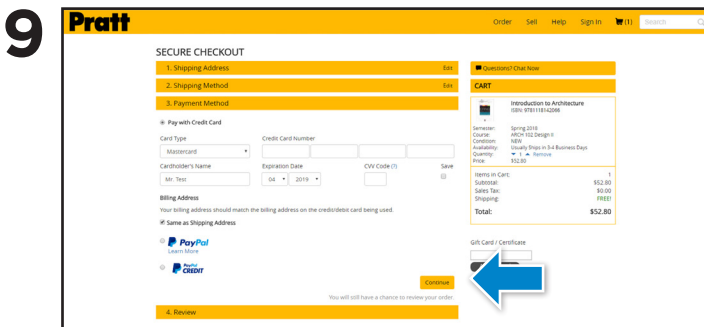 9
Pratt
Order Sell Help Sign In (1) Search
SECURE CHECKOUT
1. Shipping Address Edit
2. Shipping Method Edit
3. Payment Method
Pay with Credit Card
Card Type Credit Card Number
Mastercard
Cardholder's Name Expiration Date CVV Code (?) Save
Mr. Test 04 2019
Billing Address
Your billing address should match the billing address on the credit/debit card being used.
Same as Shipping Address
PayPal
Learn More
PayPal CREDIT
Continue
You will still have a chance to review your order.
4. Review
Questions? Chat Now
CART
Introduction to Architecture
ISBN: 9781118142066
Semester: Spring 2018
Course: ARCH 102 Design II
Condition: NEW
Availability: Usually Ships in 3-4 Business Days
Quantity: 1 Remove
Price: $52.80
Items in Cart: 1
Subtotal: $52.80
Sales Tax: $0.00
Shipping: FREE!
Total: $52.80
Gift Card / Certificate